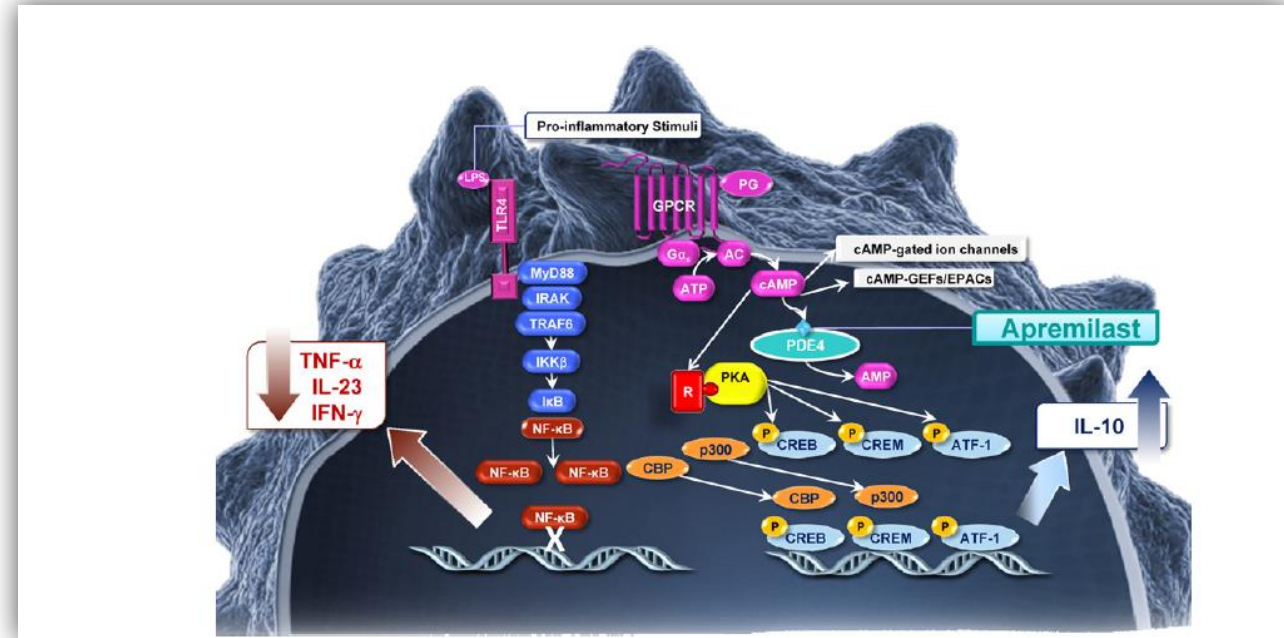 Pro-inflammatory Stimuli
LPS
TLR4
GPCR
PG
Gαs
AC
ATP
cAMP
cAMP-gated ion channels
cAMP-GEFs/EPACs
MyD88
IRAK
TRAF6
IKKβ
IκB
NF-κB
NF-κB
NF-κB
NF-κB
X
TNF-α
IL-23
IFN-γ
PDE4
Apremilast
AMP
R
PKA
P
CREB
P
CREM
P
ATF-1
IL-10
CBP
p300
CBP
p300
P
CREB
P
CREM
P
ATF-1